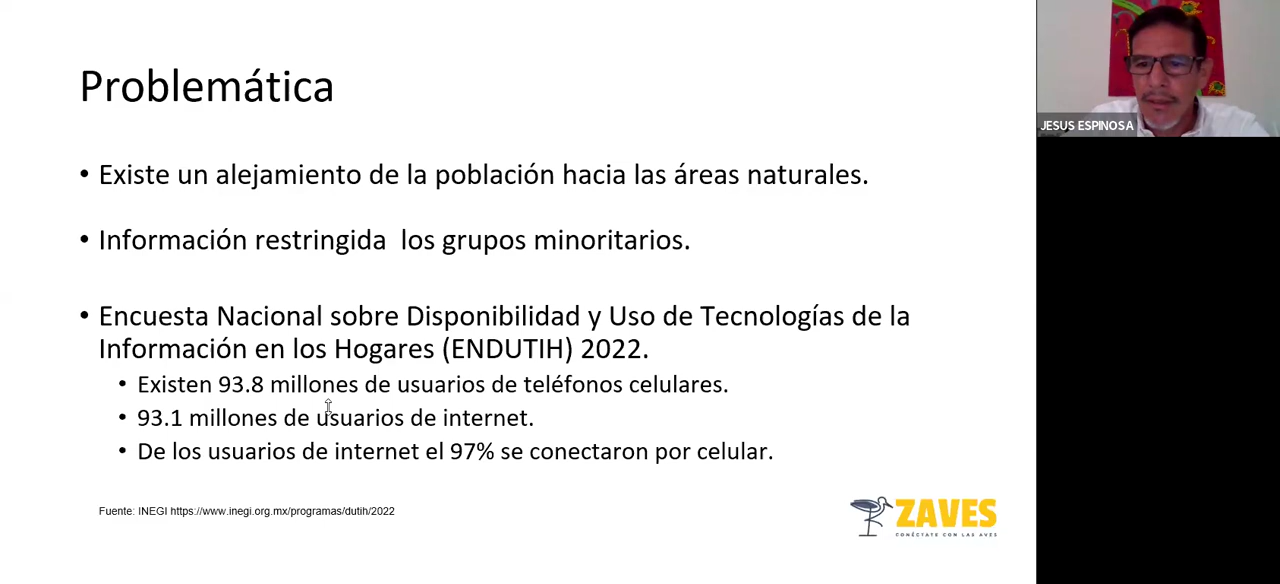 Problemática
• Existe un alejamiento de la población hacia las áreas naturales.
• Información restringida  los grupos minoritarios.
• Encuesta Nacional sobre Disponibilidad y Uso de Tecnologías de la
Información en los Hogares (ENDUTIH) 2022.
• Existen 93.8 millones de usuarios de teléfonos celulares.
• 93.1 millones de usuarios de internet.
• De los usuarios de internet el 97% se conectaron por celular.
Fuente: INEGI https://www.inegi.org.mx/programas/dutih/2022
ZAVES
CONÉCTATE CON LAS AVES
JESUS ESPINOSA